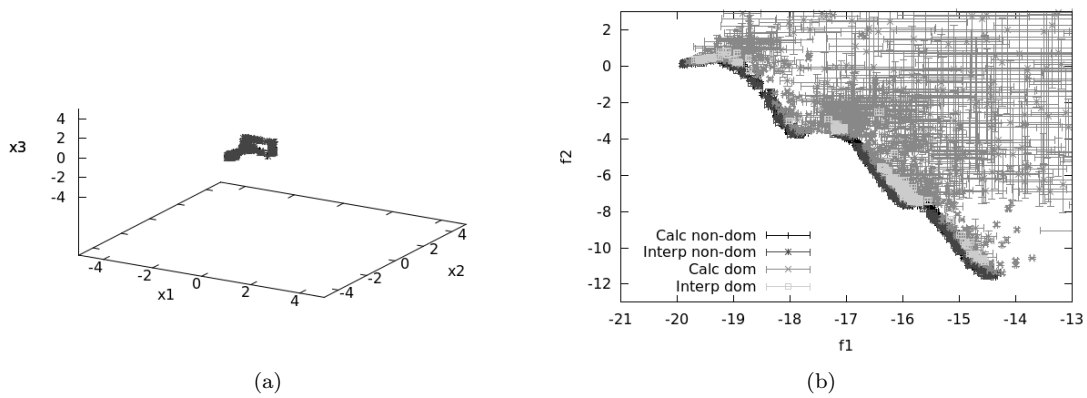 4
2
x3
0
-2
-4
-4
-2
0
2
4
x1
-4
-2
0
2
4
x2
(a)
2
0
-2
-4
f2
-6
-8
-10
-12
Calc non-dom
Interp non-dom
Calc dom
Interp dom
-21 -20 -19 -18 -17 -16 -15 -14 -13
f1
(b)